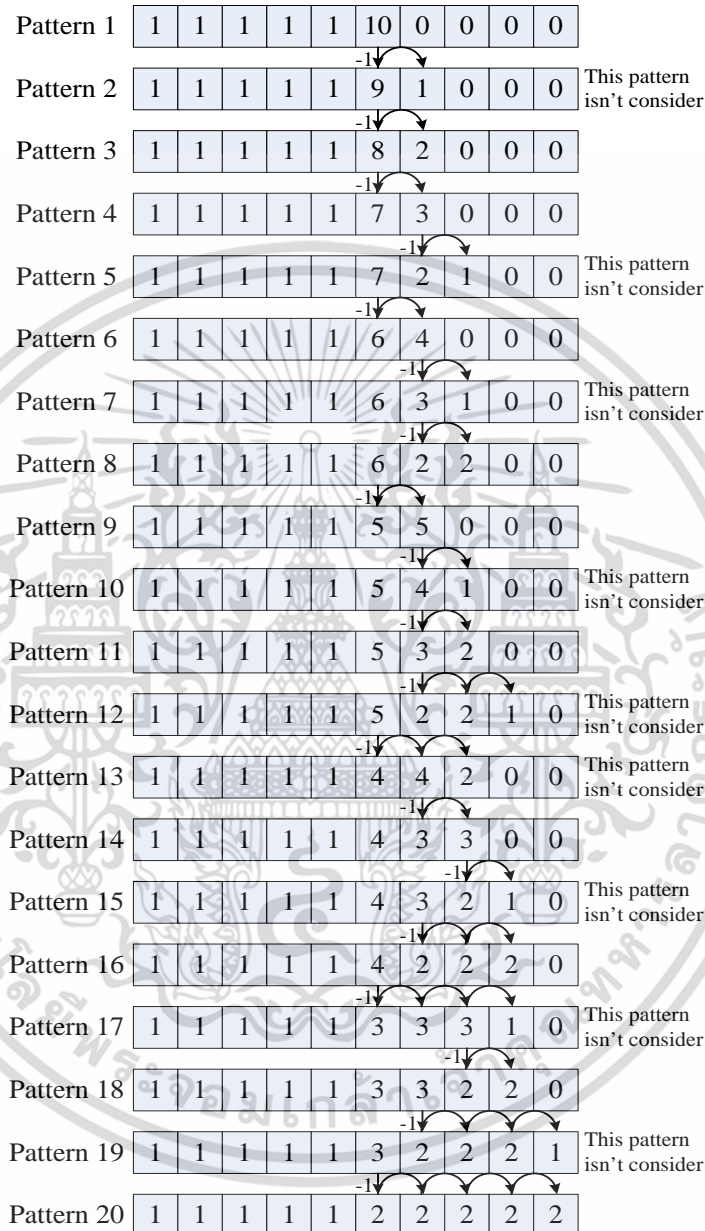 Pattern 1 1 1 1 1 1 10 0 0 0 0
-1
Pattern 2 1 1 1 1 1 9 1 0 0 0 This pattern isn't consider
-1
Pattern 3 1 1 1 1 1 8 2 0 0 0
-1
Pattern 4 1 1 1 1 1 7 3 0 0 0
-1
Pattern 5 1 1 1 1 1 7 2 1 0 0 This pattern isn't consider
-1
Pattern 6 1 1 1 1 1 6 4 0 0 0
-1
Pattern 7 1 1 1 1 1 6 3 1 0 0 This pattern isn't consider
-1
Pattern 8 1 1 1 1 1 6 2 2 0 0
-1
Pattern 9 1 1 1 1 1 5 5 0 0 0
-1
Pattern 10 1 1 1 1 1 5 4 1 0 0 This pattern isn't consider
-1
Pattern 11 1 1 1 1 1 5 3 2 0 0
-1
Pattern 12 1 1 1 1 1 5 2 2 1 0 This pattern isn't consider
-1
Pattern 13 1 1 1 1 1 4 4 2 0 0 This pattern isn't consider
-1
Pattern 14 1 1 1 1 1 4 3 3 0 0
-1
Pattern 15 1 1 1 1 1 4 3 2 1 0 This pattern isn't consider
-1
Pattern 16 1 1 1 1 1 4 2 2 2 0
-1
Pattern 17 1 1 1 1 1 3 3 3 1 0 This pattern isn't consider
-1
Pattern 18 1 1 1 1 1 3 3 2 2 0
-1
Pattern 19 1 1 1 1 1 3 2 2 2 1 This pattern isn't consider
-1
Pattern 20 1 1 1 1 1 2 2 2 2 2